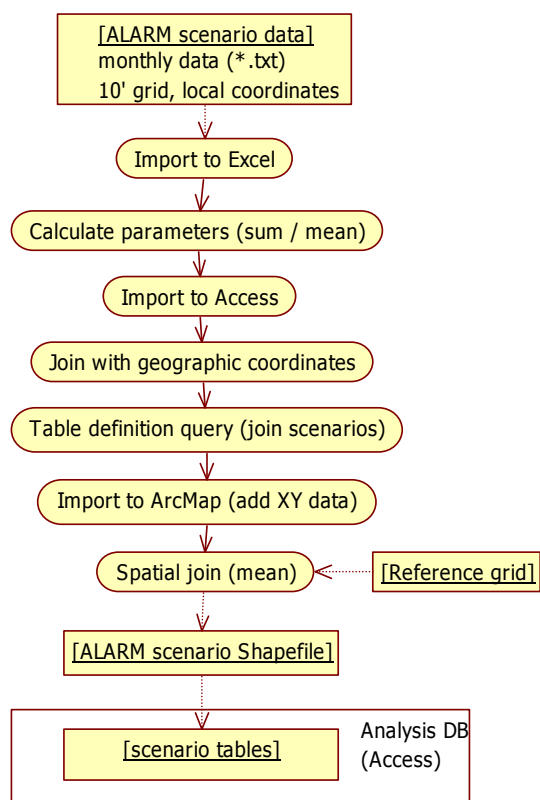 [ALARM scenario data]
monthly data (*.txt)
10' grid, local coordinates
Import to Excel
Calculate parameters (sum / mean)
Import to Access
Join with geographic coordinates
Table definition query (join scenarios)
Import to ArcMap (add XY data)
Spatial join (mean)
[Reference grid]
[ALARM scenario Shapefile]
Analysis DB
(Access)
[scenario tables]